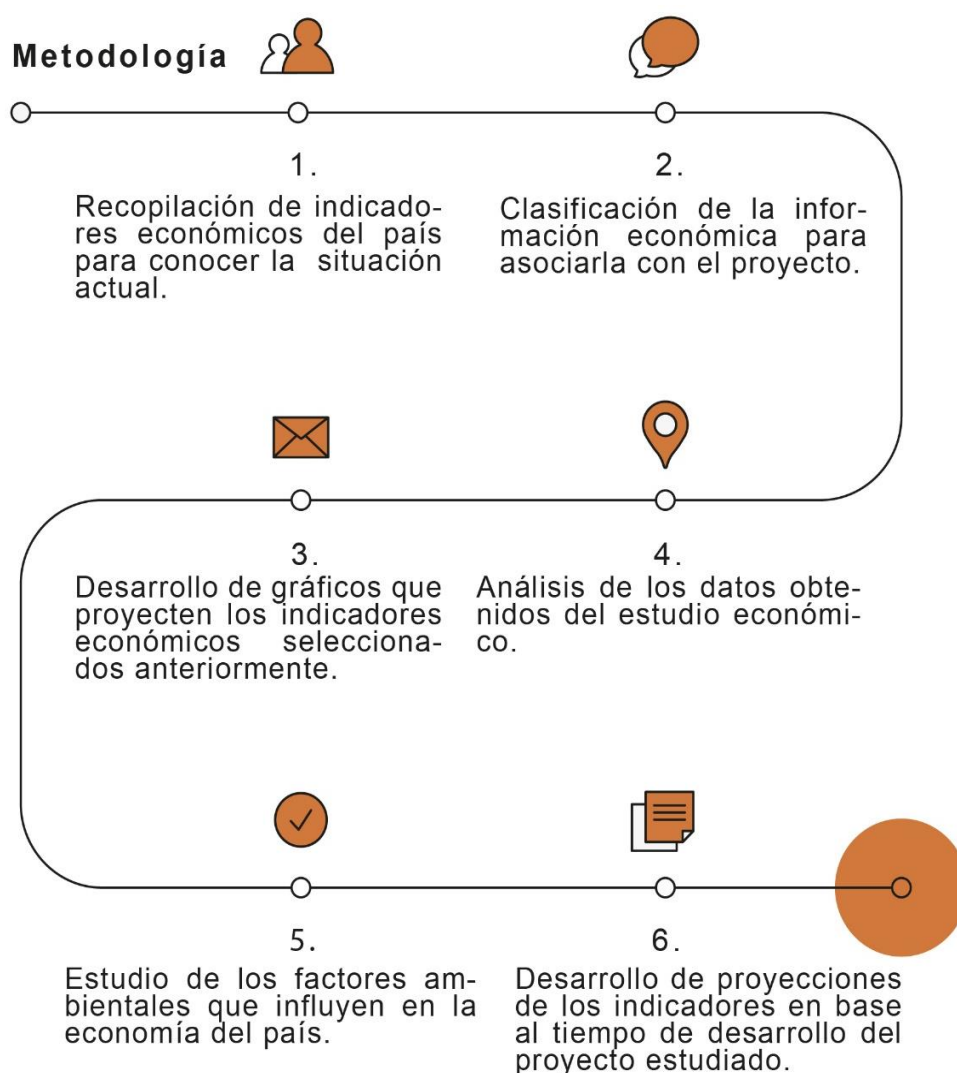 Metodología
1.
Recopilación de indicado-
res económicos del país
para conocer la situación
actual.
2.
Clasificación de la infor-
mación económica para
asociarla con el proyecto.
3.
Desarrollo de gráficos que
proyecten los indicadores
económicos selecciona-
dos anteriormente.
4.
Análisis de los datos obte-
nidos del estudio económi-
co.
5.
Estudio de los factores am-
bientales que influyen en la
economía del país.
6.
Desarrollo de proyecciones
de los indicadores en base
al tiempo de desarrollo del
proyecto estudiado.